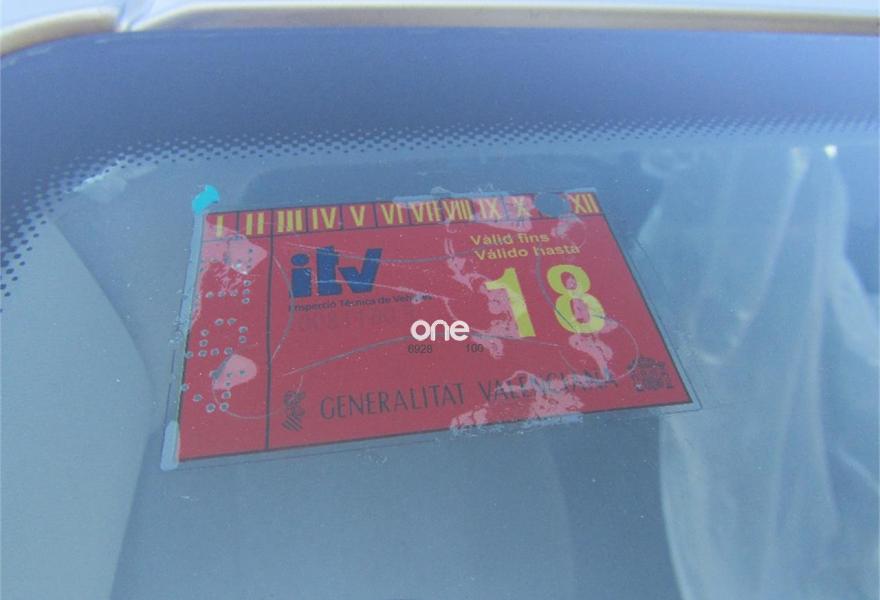 I II III IV V VI VII VIII IX X XII
Vàlid fins
Válido hasta
itv
Inspecció Técnica de Vehicles
18
one
6928 100
GENERALITAT VALENCIANA